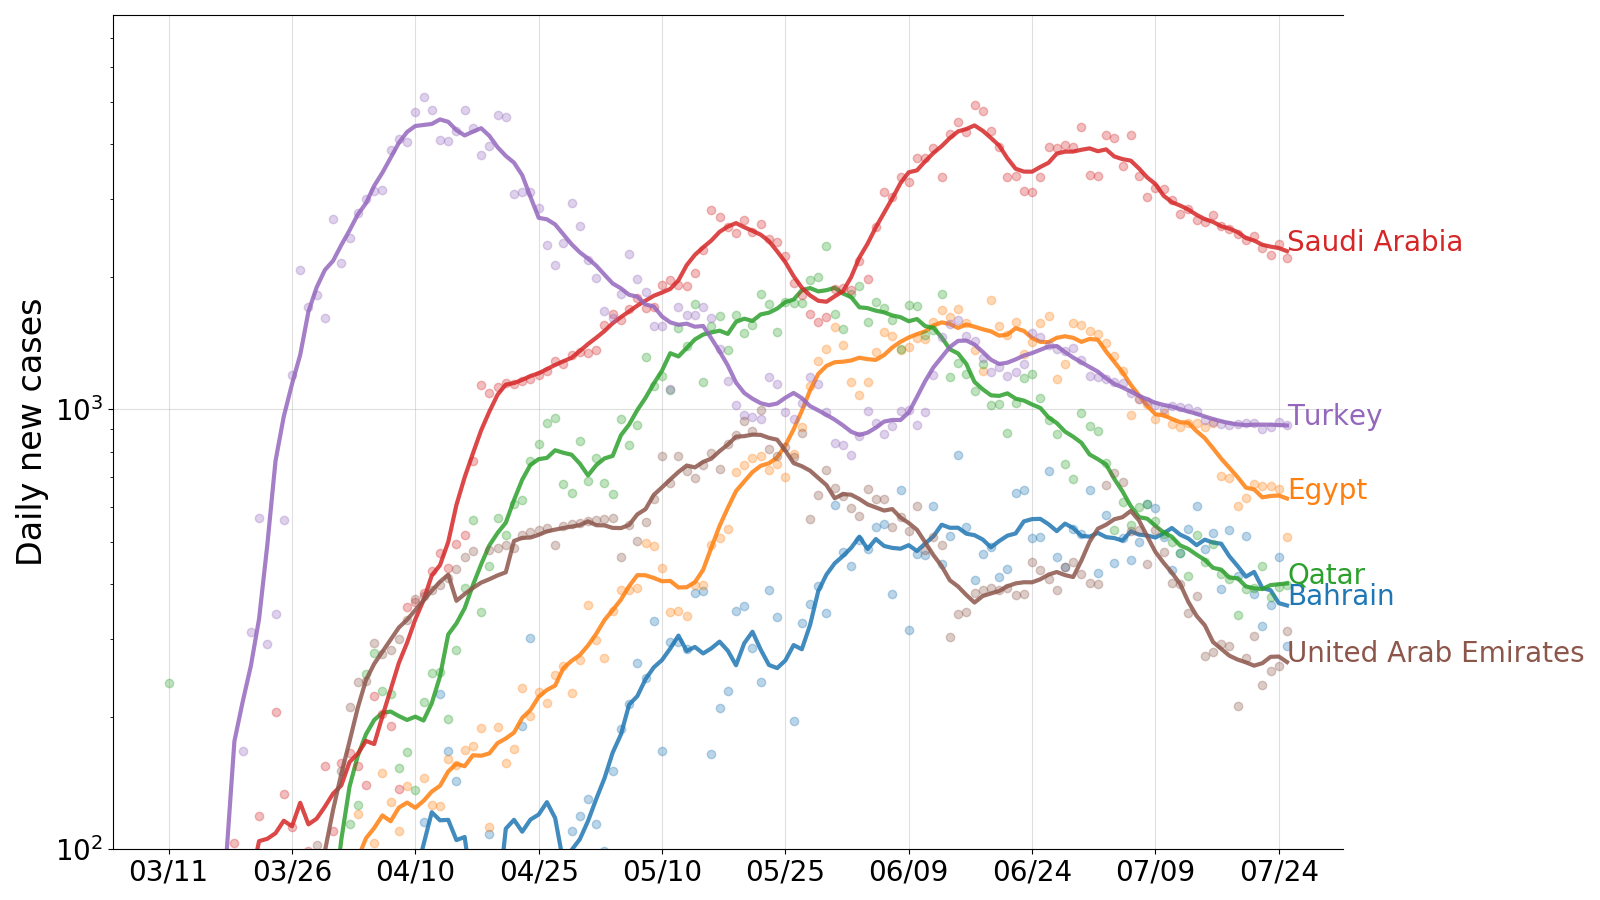 Daily new cases
10³
10²
Saudi Arabia
Turkey
Egypt
Qatar
Bahrain
United Arab Emirates
03/11 03/26 04/10 04/25 05/10 05/25 06/09 06/24 07/09 07/24